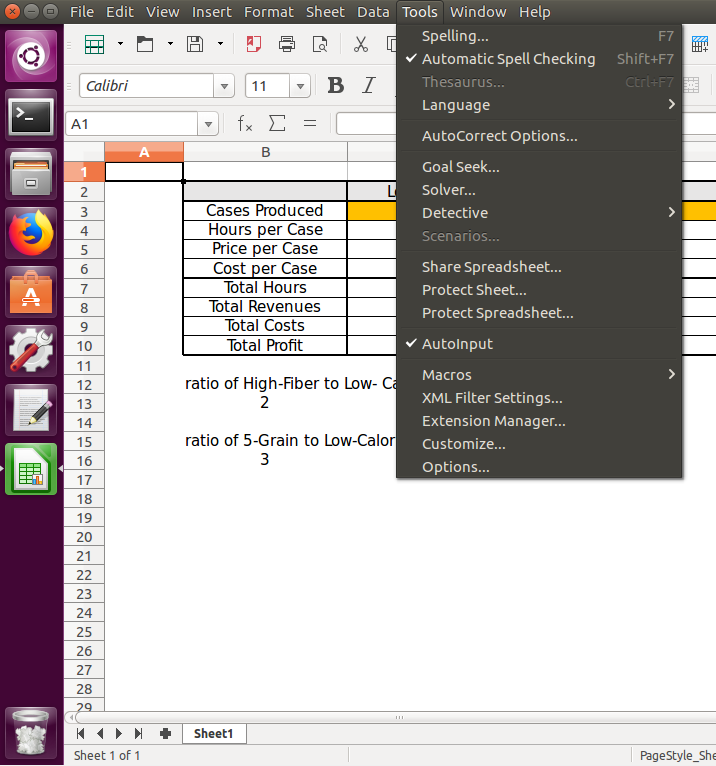 File Edit View Insert Format Sheet Data Tools Window Help
Calibri 11 B I
A1 fx Σ =
Spelling... F7
Automatic Spell Checking Shift+F7
Thesaurus... Ctrl+F7
Language
AutoCorrect Options...
Goal Seek...
Solver...
Detective
Scenarios...
Share Spreadsheet...
Protect Sheet...
Protect Spreadsheet...
AutoInput
Macros
XML Filter Settings...
Extension Manager...
Customize...
Options...
A B
1
2
3 Cases Produced
4 Hours per Case
5 Price per Case
6 Cost per Case
7 Total Hours
8 Total Revenues
9 Total Costs
10 Total Profit
11
12 ratio of High-Fiber to Low- Ca
13 2
14
15 ratio of 5-Grain to Low-Calor
16 3
17
18
19
20
21
22
23
24
25
26
27
28
29
Sheet1
Sheet 1 of 1 PageStyle_She